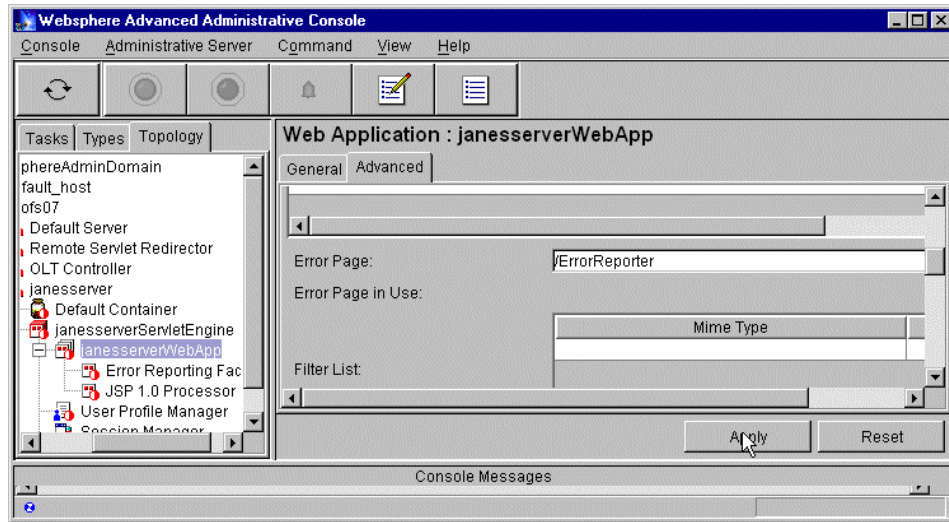 Websphere Advanced Administrative Console
Console Administrative Server Command View Help
Tasks Types Topology
phereAdminDomain
fault_host
ofs07
Default Server
Remote Servlet Redirector
OLT Controller
janesserver
Default Container
janesserverServletEngine
janesserverWebApp
Error Reporting Fac
JSP 1.0 Processor
User Profile Manager
Session Manager
Web Application : janesserverWebApp
General Advanced
Error Page: /ErrorReporter
Error Page in Use:
Mime Type
Filter List:
Apply Reset
Console Messages